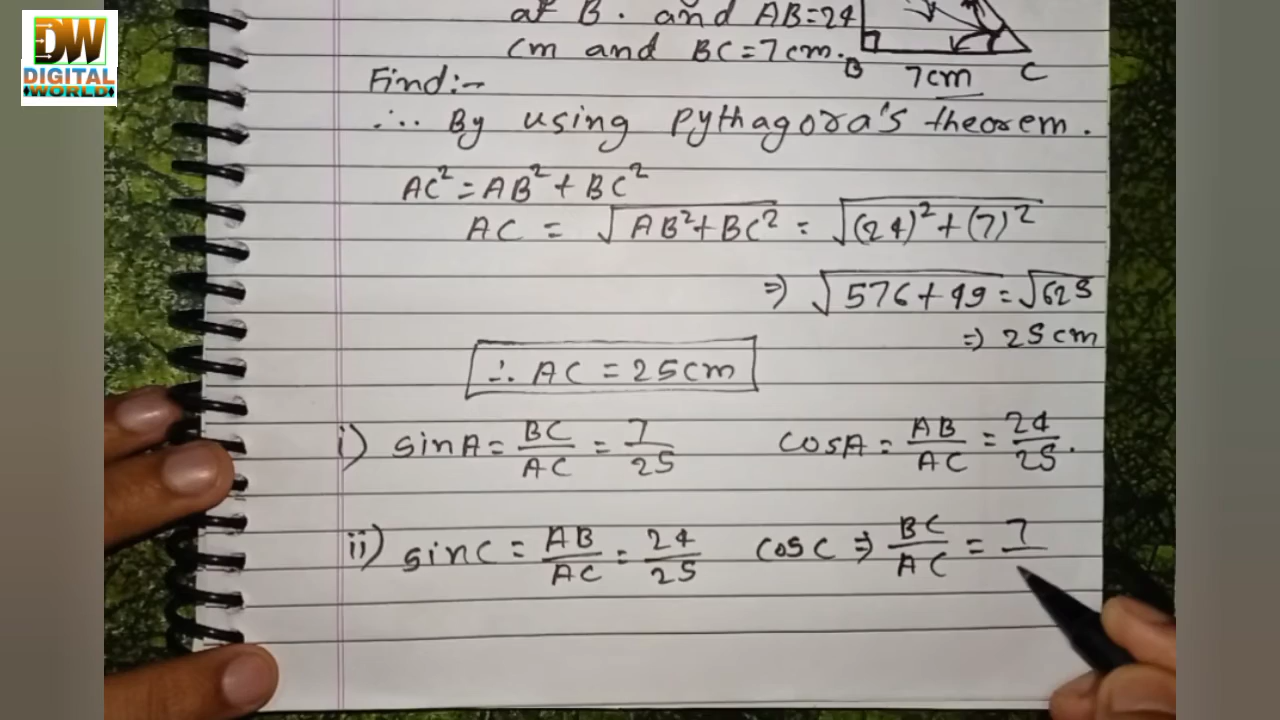 DW
DIGITAL
WORLD
at B. and AB=24
cm and BC=7cm.
B 7cm C
Find:-
∴ By using pythagora's theorem.
AC² = AB² + BC²
AC = √AB²+BC² = √(24)²+(7)²
⇒ √576+49 = √625
⇒ 25cm
∴ AC = 25cm
i) sinA = BC/AC = 7/25 cosA = AB/AC = 24/25.
ii) sinC = AB/AC = 24/25 cosC ⇒ BC/AC = 7/